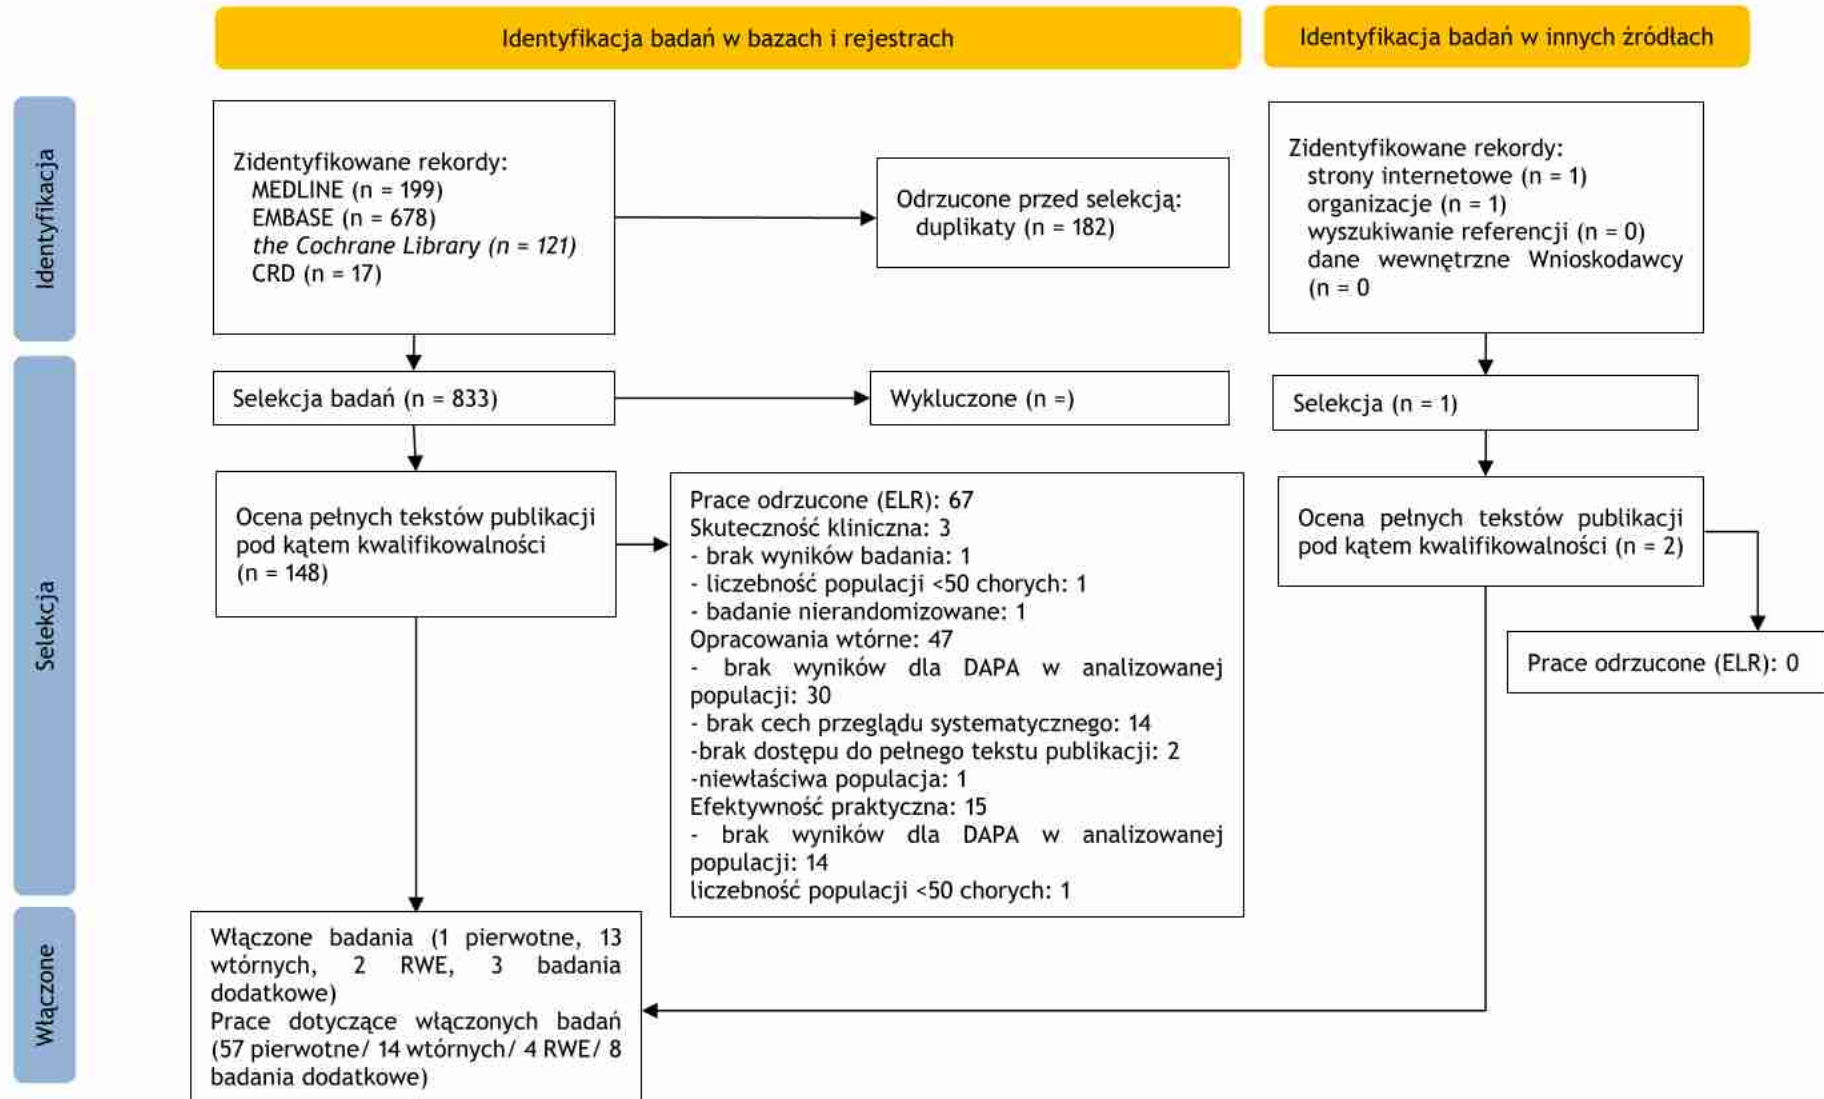 Identyfikacja badań w bazach i rejestrach
Identyfikacja badań w innych źródłach
Identyfikacja
Zidentyfikowane rekordy:
MEDLINE (n = 199)
EMBASE (n = 678)
the Cochrane Library (n = 121)
CRD (n = 17)
Odrzucone przed selekcją:
duplikaty (n = 182)
Zidentyfikowane rekordy:
strony internetowe (n = 1)
organizacje (n = 1)
wyszukiwanie referencji (n = 0)
dane wewnętrzne Wnioskodawcy
(n = 0
Selekcja
Selekcja badań (n = 833)
Wykluczone (n =)
Selekcja (n = 1)
Ocena pełnych tekstów publikacji
pod kątem kwalifikowalności
(n = 148)
Prace odrzucone (ELR): 67
Skuteczność kliniczna: 3
- brak wyników badania: 1
- liczebność populacji <50 chorych: 1
- badanie nierandomizowane: 1
Opracowania wtórne: 47
- brak wyników dla DAPA w analizowanej
populacji: 30
- brak cech przeglądu systematycznego: 14
-brak dostępu do pełnego tekstu publikacji: 2
-niewłaściwa populacja: 1
Efektywność praktyczna: 15
- brak wyników dla DAPA w analizowanej
populacji: 14
liczebność populacji <50 chorych: 1
Ocena pełnych tekstów publikacji
pod kątem kwalifikowalności (n = 2)
Prace odrzucone (ELR): 0
Włączone
Włączone badania (1 pierwotne, 13
wtórnych, 2 RWE, 3 badania
dodatkowe)
Prace dotyczące włączonych badań
(57 pierwotne/ 14 wtórnych/ 4 RWE/ 8
badania dodatkowe)